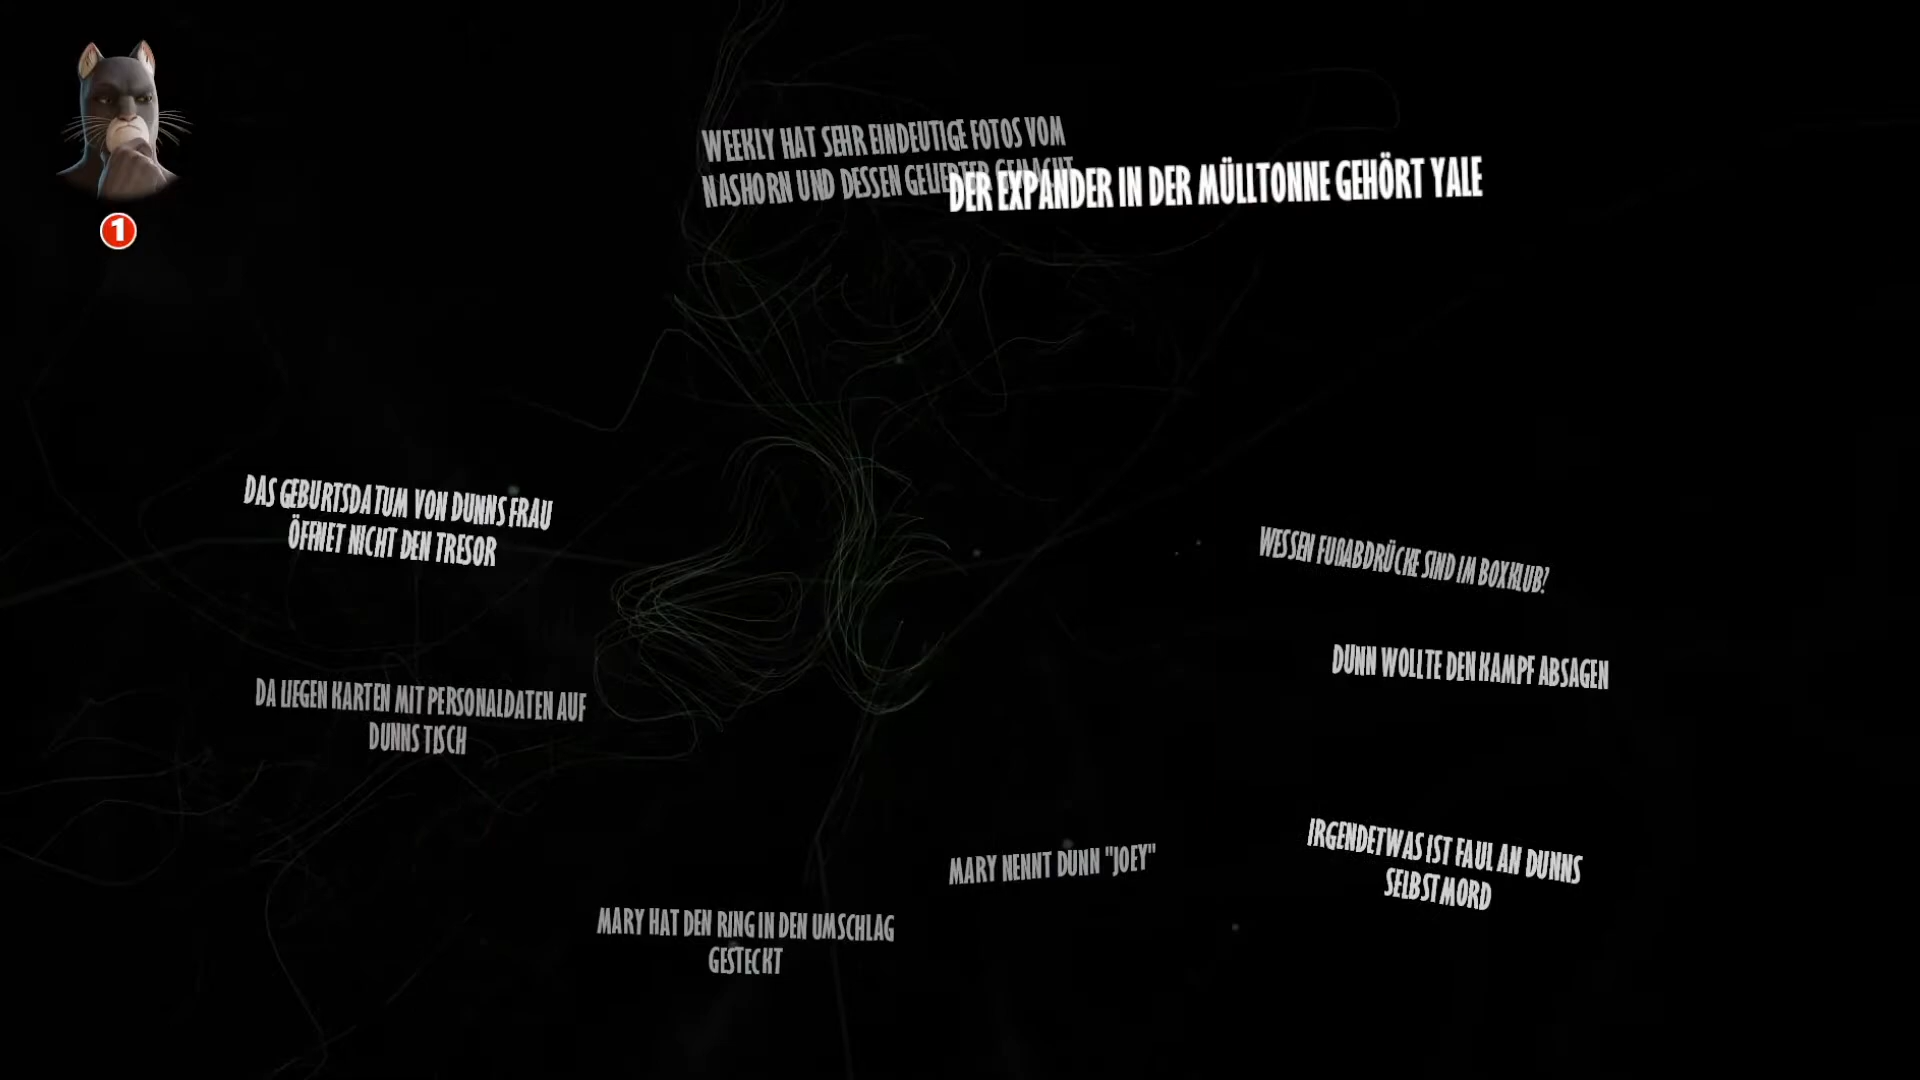 WEEKLY HAT SEHR EINDEUTIGE FOTOS VOM
NASHORN UND DESSEN GELIEBTER GEMACHT
DER EXPANDER IN DER MÜLLTONNE GEHÖRT YALE
1
DAS GEBURTSDATUM VON DUNNS FRAU
ÖFFNET NICHT DEN TRESOR
WESSEN FUßABDRÜCKE SIND IM BOXKLUB?
DUNN WOLLTE DEN KAMPF ABSAGEN
DA LIEGEN KARTEN MIT PERSONALDATEN AUF
DUNNS TISCH
IRGENDETWAS IST FAUL AN DUNNS
SELBSTMORD
MARY NENNT DUNN "JOEY"
MARY HAT DEN RING IN DEN UMSCHLAG
GESTECKT